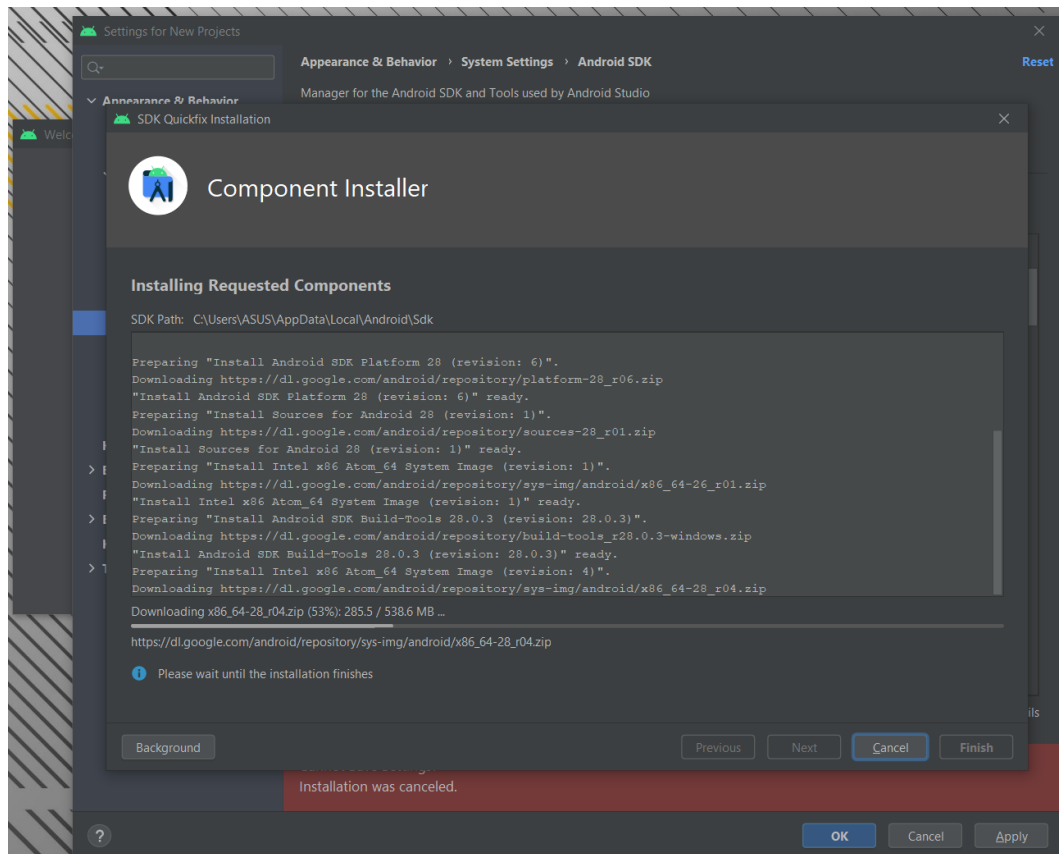 Settings for New Projects
Appearance & Behavior › System Settings › Android SDK
Reset
Appearance & Behavior
Manager for the Android SDK and Tools used by Android Studio
SDK Quickfix Installation
Welc
Component Installer
Installing Requested Components
SDK Path: C:\Users\ASUS\AppData\Local\Android\Sdk
Preparing "Install Android SDK Platform 28 (revision: 6)".
Downloading https://dl.google.com/android/repository/platform-28_r06.zip
"Install Android SDK Platform 28 (revision: 6)" ready.
Preparing "Install Sources for Android 28 (revision: 1)".
Downloading https://dl.google.com/android/repository/sources-28_r01.zip
"Install Sources for Android 28 (revision: 1)" ready.
Preparing "Install Intel x86 Atom_64 System Image (revision: 1)".
Downloading https://dl.google.com/android/repository/sys-img/android/x86_64-26_r01.zip
"Install Intel x86 Atom_64 System Image (revision: 1)" ready.
Preparing "Install Android SDK Build-Tools 28.0.3 (revision: 28.0.3)".
Downloading https://dl.google.com/android/repository/build-tools_r28.0.3-windows.zip
"Install Android SDK Build-Tools 28.0.3 (revision: 28.0.3)" ready.
Preparing "Install Intel x86 Atom_64 System Image (revision: 4)".
Downloading https://dl.google.com/android/repository/sys-img/android/x86_64-28_r04.zip
Downloading x86_64-28_r04.zip (53%): 285.5 / 538.6 MB ...
https://dl.google.com/android/repository/sys-img/android/x86_64-28_r04.zip
Please wait until the installation finishes
ils
Background
Previous
Next
Cancel
Finish
Installation was canceled.
?
OK
Cancel
Apply